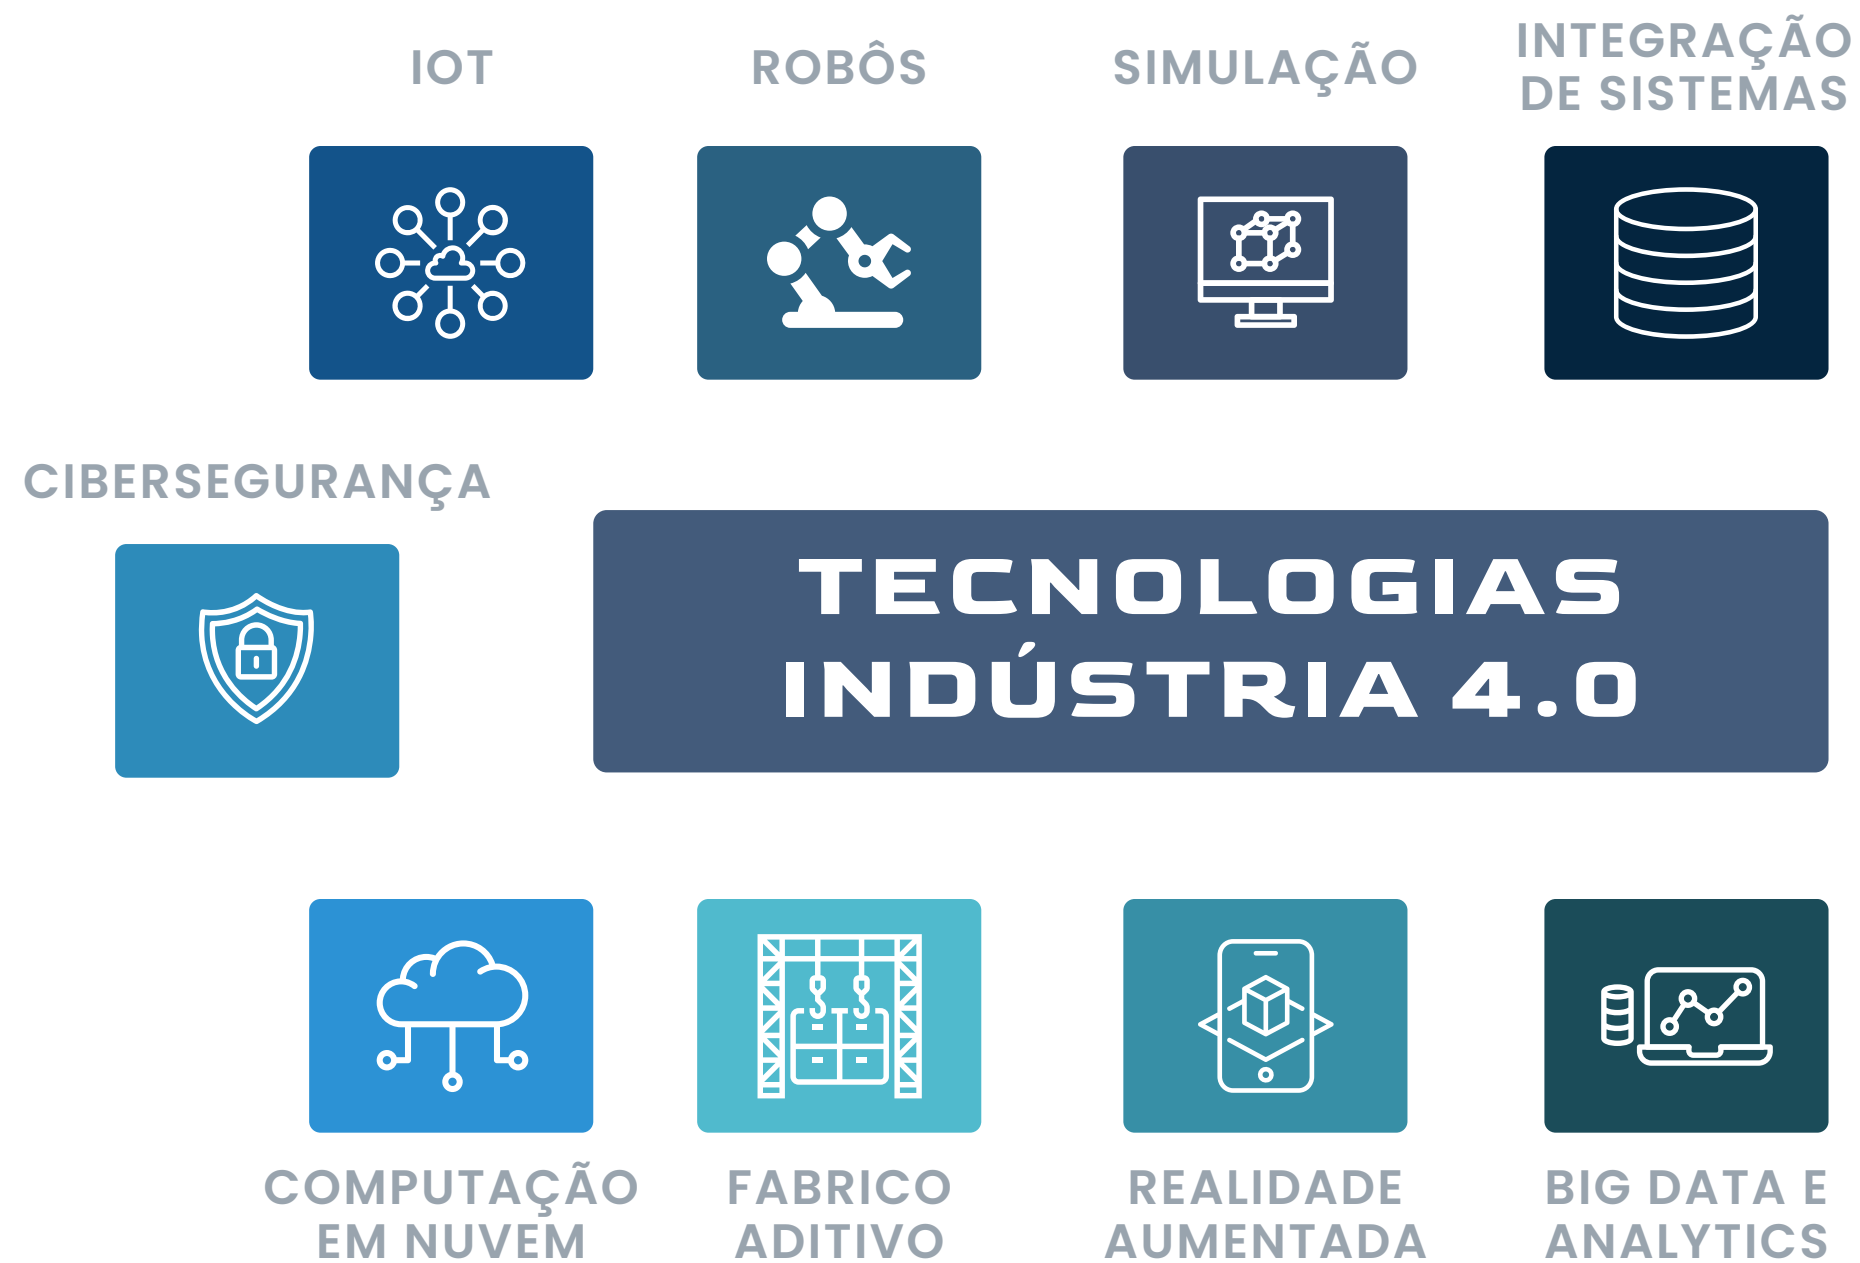 IOT
ROBÔS
SIMULAÇÃO
INTEGRAÇÃO
DE SISTEMAS
CIBERSEGURANÇA
TECNOLOGIAS
INDÚSTRIA 4.0
COMPUTAÇÃO
EM NUVEM
FABRICO
ADITIVO
REALIDADE
AUMENTADA
BIG DATA E
ANALYTICS